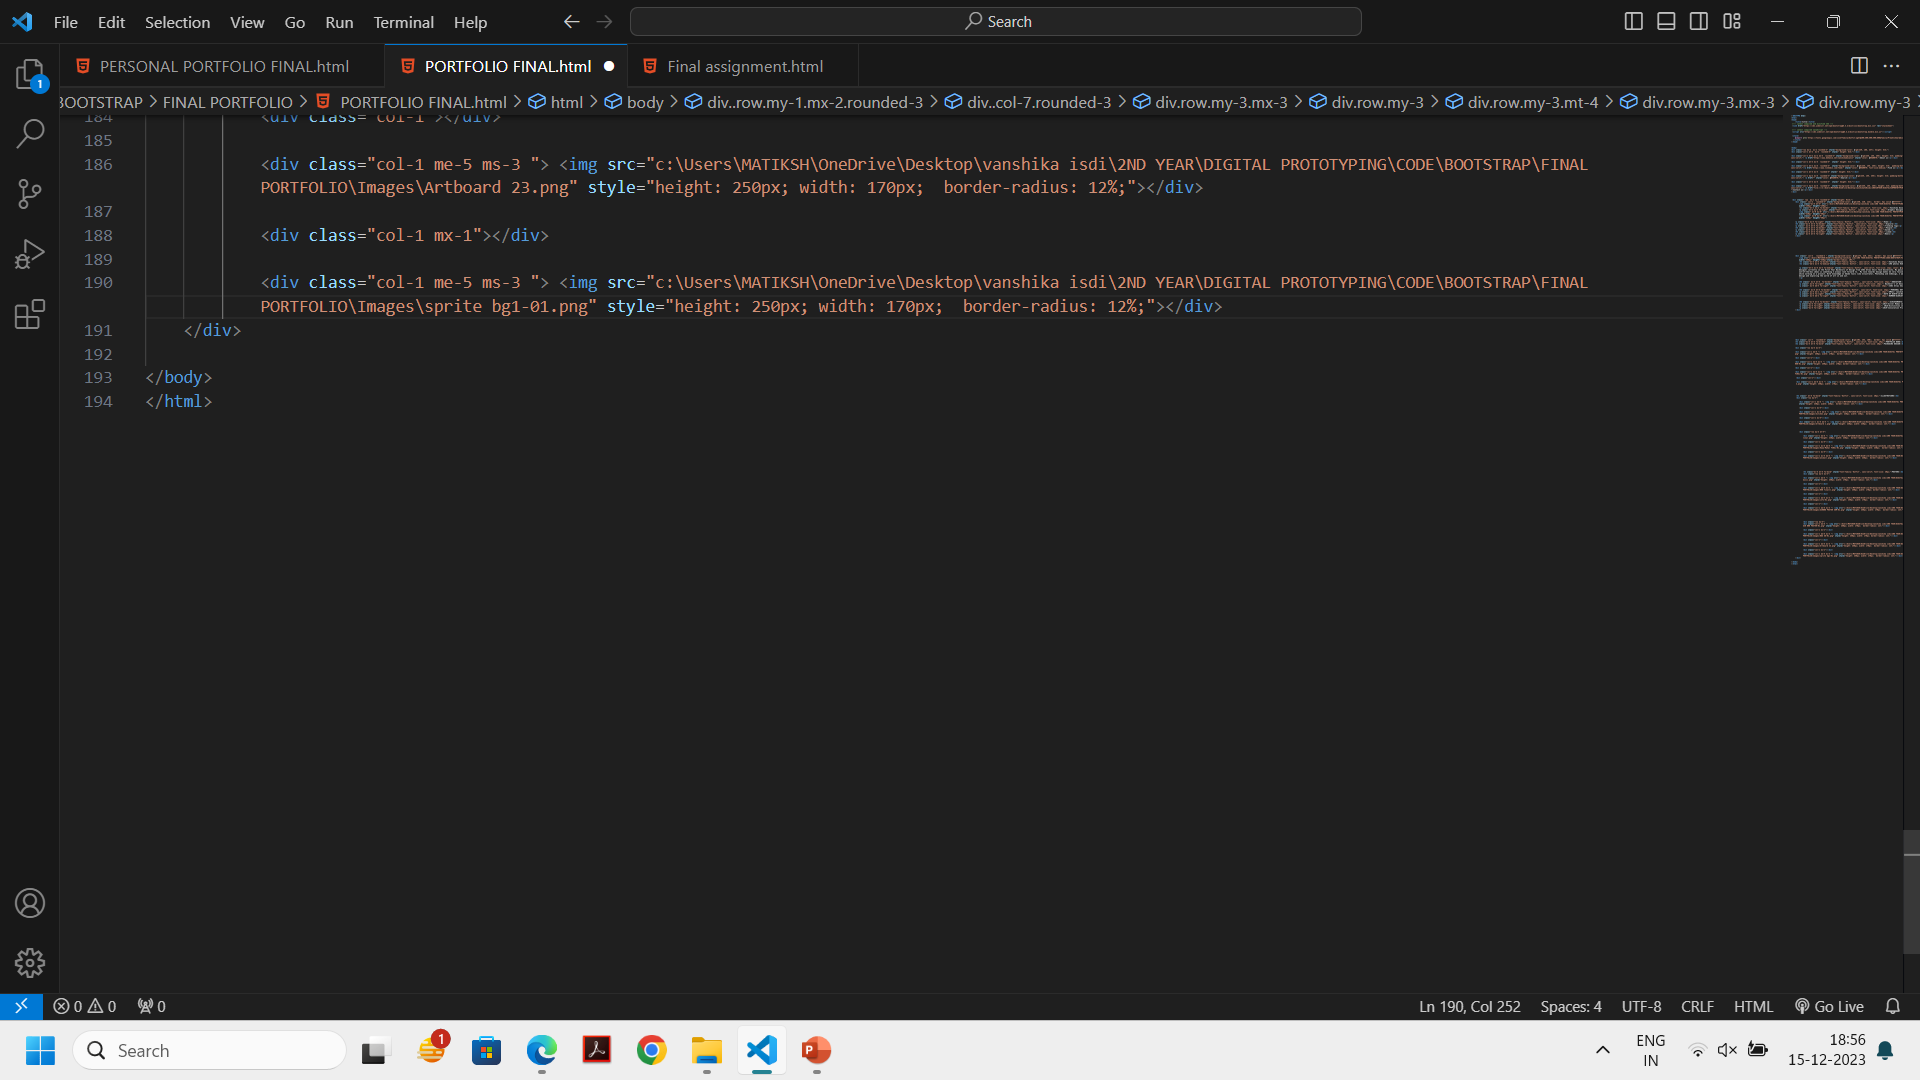 File Edit Selection View Go Run Terminal Help Search
1
PERSONAL PORTFOLIO FINAL.html PORTFOLIO FINAL.html Final assignment.html
BOOTSTRAP > FINAL PORTFOLIO > PORTFOLIO FINAL.html > html > body > div..row.my-1.mx-2.rounded-3 > div..col-7.rounded-3 > div.row.my-3.mx-3 > div.row.my-3 > div.row.my-3.mt-4 > div.row.my-3.mx-3 > div.row.my-3 >
184 <div class="col-1"></div>
185
186 <div class="col-1 me-5 ms-3 "> <img src="c:\Users\MATIKSH\OneDrive\Desktop\vanshika isdi\2ND YEAR\DIGITAL PROTOTYPING\CODE\BOOTSTRAP\FINAL
PORTFOLIO\Images\Artboard 23.png" style="height: 250px; width: 170px;  border-radius: 12%;"></div>
187
188 <div class="col-1 mx-1"></div>
189
190 <div class="col-1 me-5 ms-3 "> <img src="c:\Users\MATIKSH\OneDrive\Desktop\vanshika isdi\2ND YEAR\DIGITAL PROTOTYPING\CODE\BOOTSTRAP\FINAL
PORTFOLIO\Images\sprite bg1-01.png" style="height: 250px; width: 170px;  border-radius: 12%;"></div>
191 </div>
192
193 </body>
194 </html>
0 0 0 Ln 190, Col 252 Spaces: 4 UTF-8 CRLF HTML Go Live
Search 1 ENG 18:56
IN 15-12-2023